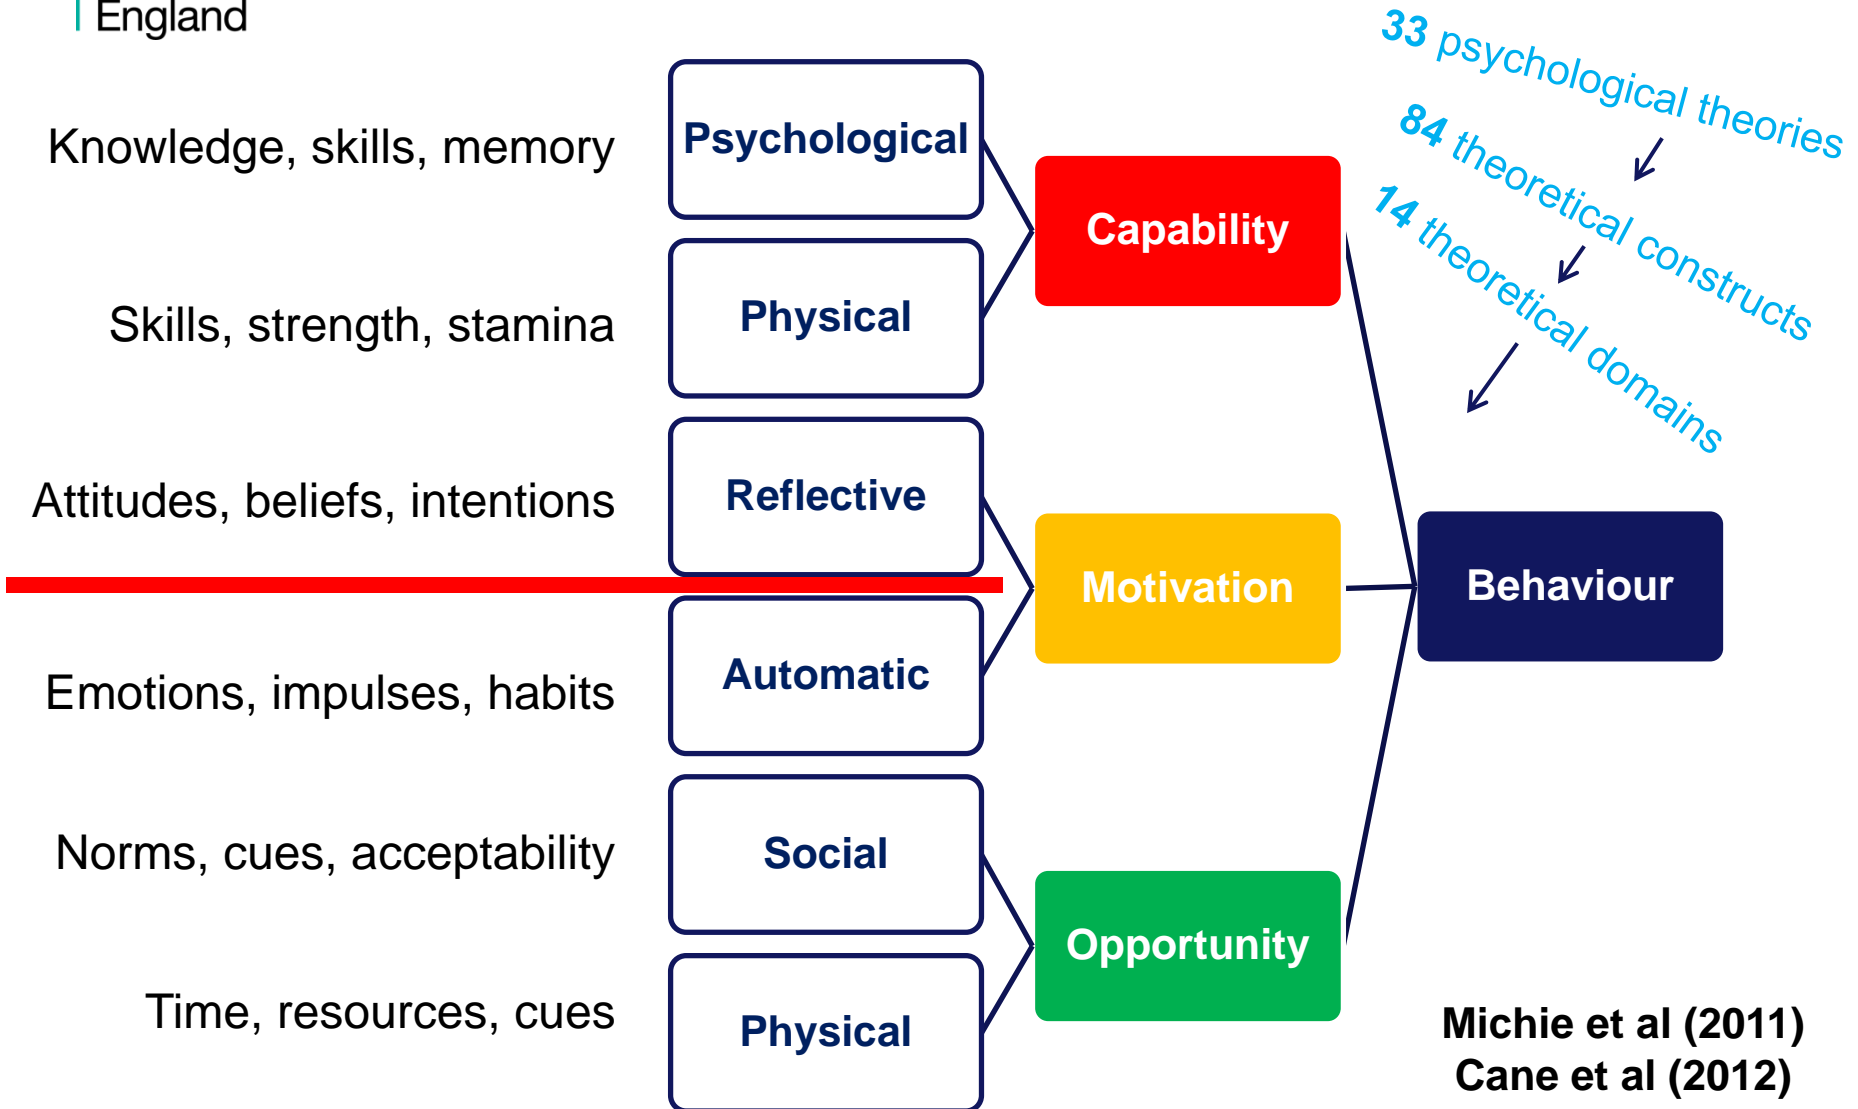 England
33 psychological theories
84 theoretical constructs
14 theoretical domains
Knowledge, skills, memory
Psychological
Capability
Skills, strength, stamina
Physical
Attitudes, beliefs, intentions
Reflective
Motivation
Behaviour
Emotions, impulses, habits
Automatic
Norms, cues, acceptability
Social
Opportunity
Time, resources, cues
Physical
Michie et al (2011)
Cane et al (2012)